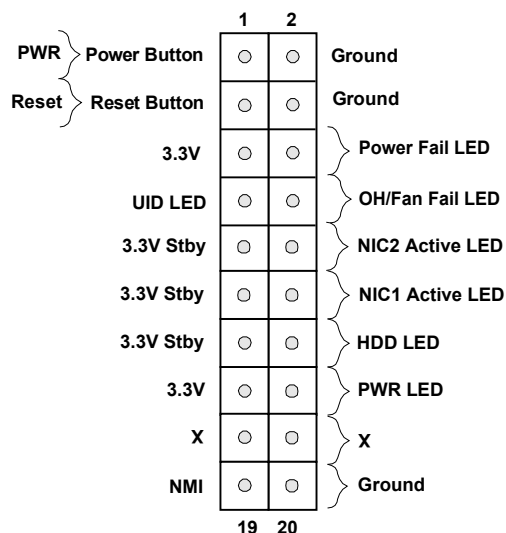 1 2
PWR Power Button Ground
Reset Reset Button Ground
3.3V Power Fail LED
UID LED OH/Fan Fail LED
3.3V Stby NIC2 Active LED
3.3V Stby NIC1 Active LED
3.3V Stby HDD LED
3.3V PWR LED
X X
NMI Ground
19 20